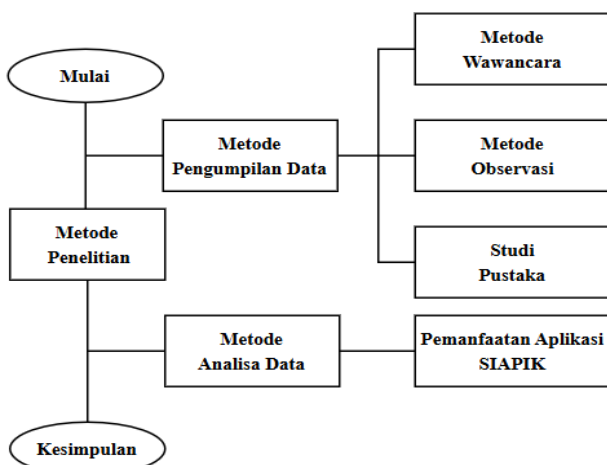 Mulai
Metode
Pengumpilan Data
Metode
Wawancara
Metode
Observasi
Studi
Pustaka
Metode
Penelitian
Metode
Analisa Data
Pemanfaatan Aplikasi
SIAPIK
Kesimpulan